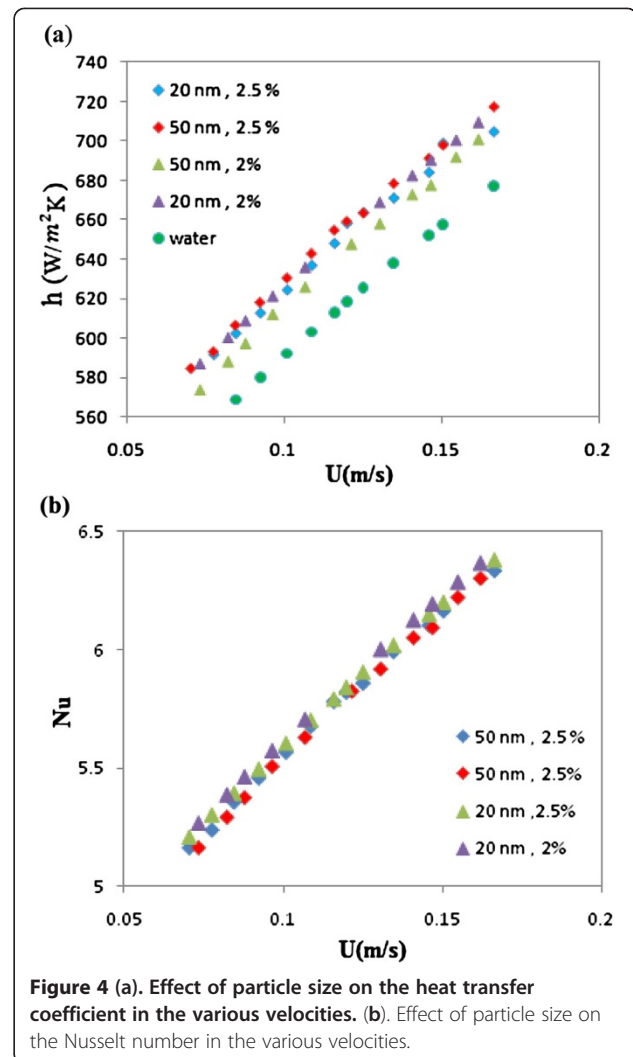 (a)
740
720
700
680
660
640
620
600
580
560
h (W/m²K)
20 nm , 2.5 %
50 nm , 2.5 %
50 nm , 2%
20 nm , 2%
water
0.05
0.1
0.15
0.2
U(m/s)
(b)
6.5
6
5.5
5
Nu
50 nm , 2.5 %
50 nm , 2.5%
20 nm ,2.5%
20 nm , 2%
0.05
0.1
0.15
0.2
U(m/s)
Figure 4 (a). Effect of particle size on the heat transfer
coefficient in the various velocities. (b). Effect of particle size on
the Nusselt number in the various velocities.